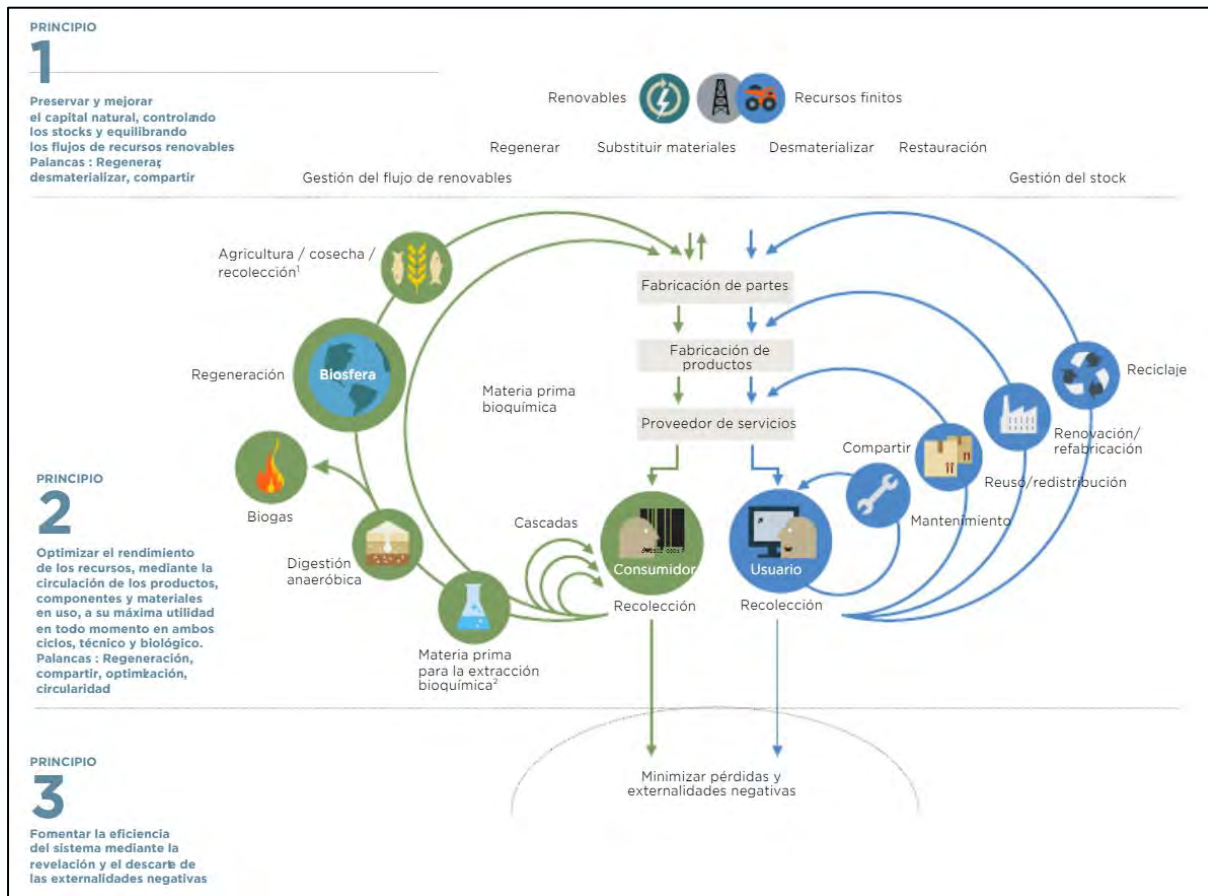 PRINCIPIO
1
Preservar y mejorar
el capital natural, controlando
los stocks y equilibrando
los flujos de recursos renovables
Palancas : Regenerar,
desmaterializar, compartir
Renovables
Recursos finitos
Regenerar
Substituir materiales
Desmaterializar
Restauración
Gestión del flujo de renovables
Gestión del stock
Agricultura / cosecha /
recolección¹
Fabricación de partes
Biosfera
Regeneración
Fabricación de
productos
Reciclaje
Materia prima
bioquímica
Proveedor de servicios
Compartir
Renovación/
refabricación
Reuso/redistribución
PRINCIPIO
2
Optimizar el rendimiento
de los recursos, mediante la
circulación de los productos,
componentes y materiales
en uso, a su máxima utilidad
en todo momento en ambos
ciclos, técnico y biológico.
Palancas : Regeneración,
compartir, optimización,
circularidad
Biogas
Cascadas
Mantenimiento
Digestión
anaeróbica
Consumidor
Usuario
Recolección
Recolección
Materia prima
para la extracción
bioquímica²
PRINCIPIO
3
Fomentar la eficiencia
del sistema mediante la
revelación y el descarte de
las externalidades negativas
Minimizar pérdidas y
externalidades negativas